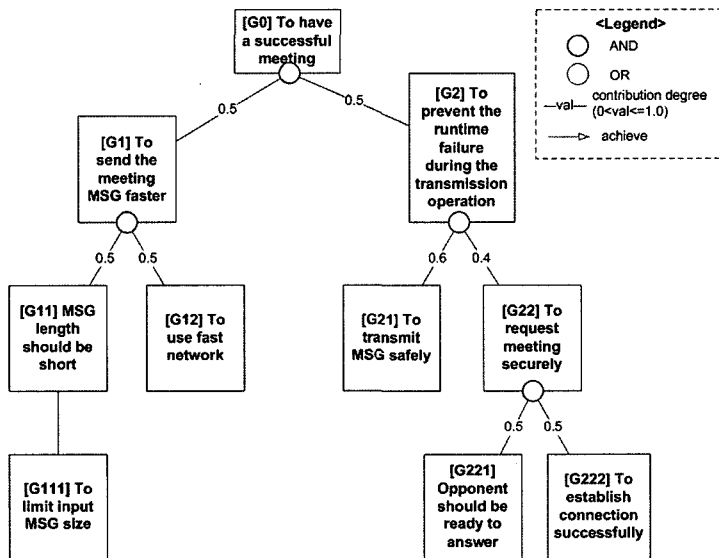 [G0] To have
a successful
meeting
<Legend>
AND
OR
—val— contribution degree
(0<val<=1.0)
achieve
0.5
0.5
[G1] To
send the
meeting
MSG faster
[G2] To
prevent the
runtime
failure
during the
transmission
operation
0.5
0.5
0.6
0.4
[G11] MSG
length
should be
short
[G12] To
use fast
network
[G21] To
transmit
MSG safely
[G22] To
request
meeting
securely
0.5
0.5
[G111] To
limit input
MSG size
[G221]
Opponent
should be
ready to
answer
[G222] To
establish
connection
successfully